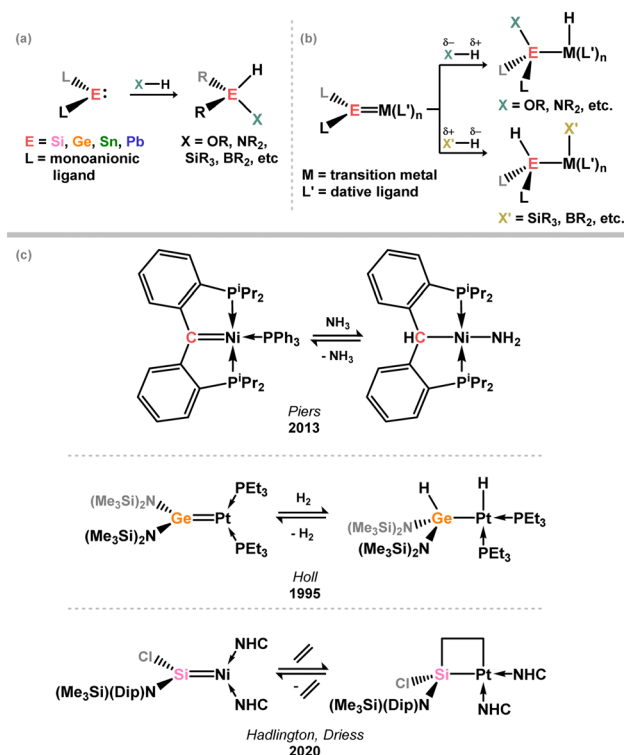 (a)
L
E:
L
X—H
R
H
E
R
X
E = Si, Ge, Sn, Pb
L = monoanionic
ligand
X = OR, NR2,
SiR3, BR2, etc
(b)
L
E=M(L')n
L
M = transition metal
L' = dative ligand
δ− δ+
X—H
X H
E—M(L')n
L
L
X = OR, NR2, etc.
δ+ δ−
X'—H
H X'
E—M(L')n
L
L
X' = SiR3, BR2, etc.
(c)
PiPr2
C=Ni PPh3
PiPr2
NH3
- NH3
PiPr2
HC—Ni—NH2
PiPr2
Piers
2013
(Me3Si)2N
(Me3Si)2N
Ge=Pt
PEt3
PEt3
H2
- H2
H H
(Me3Si)2N
Ge—Pt PEt3
(Me3Si)2N
PEt3
Holl
1995
Cl
NHC
Si=Ni
(Me3Si)(Dip)N
NHC
-
Cl
Si—Pt NHC
(Me3Si)(Dip)N
NHC
Hadlington, Driess
2020